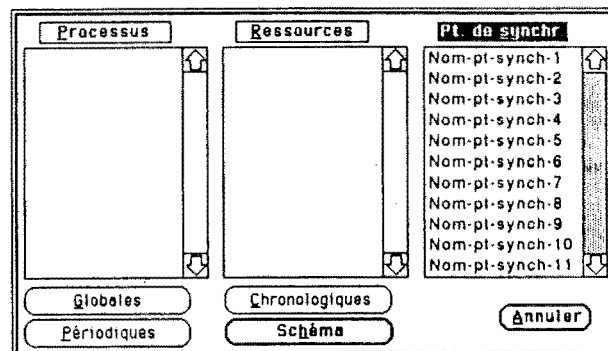 Processus
Ressources
Pt. de synchr
Nom-pt-synch-1
Nom-pt-synch-2
Nom-pt-synch-3
Nom-pt-synch-4
Nom-pt-synch-5
Nom-pt-synch-6
Nom-pt-synch-7
Nom-pt-synch-8
Nom-pt-synch-9
Nom-pt-synch-10
Nom-pt-synch-11
Globales
Chronologiques
Périodiques
Schéma
Annuler